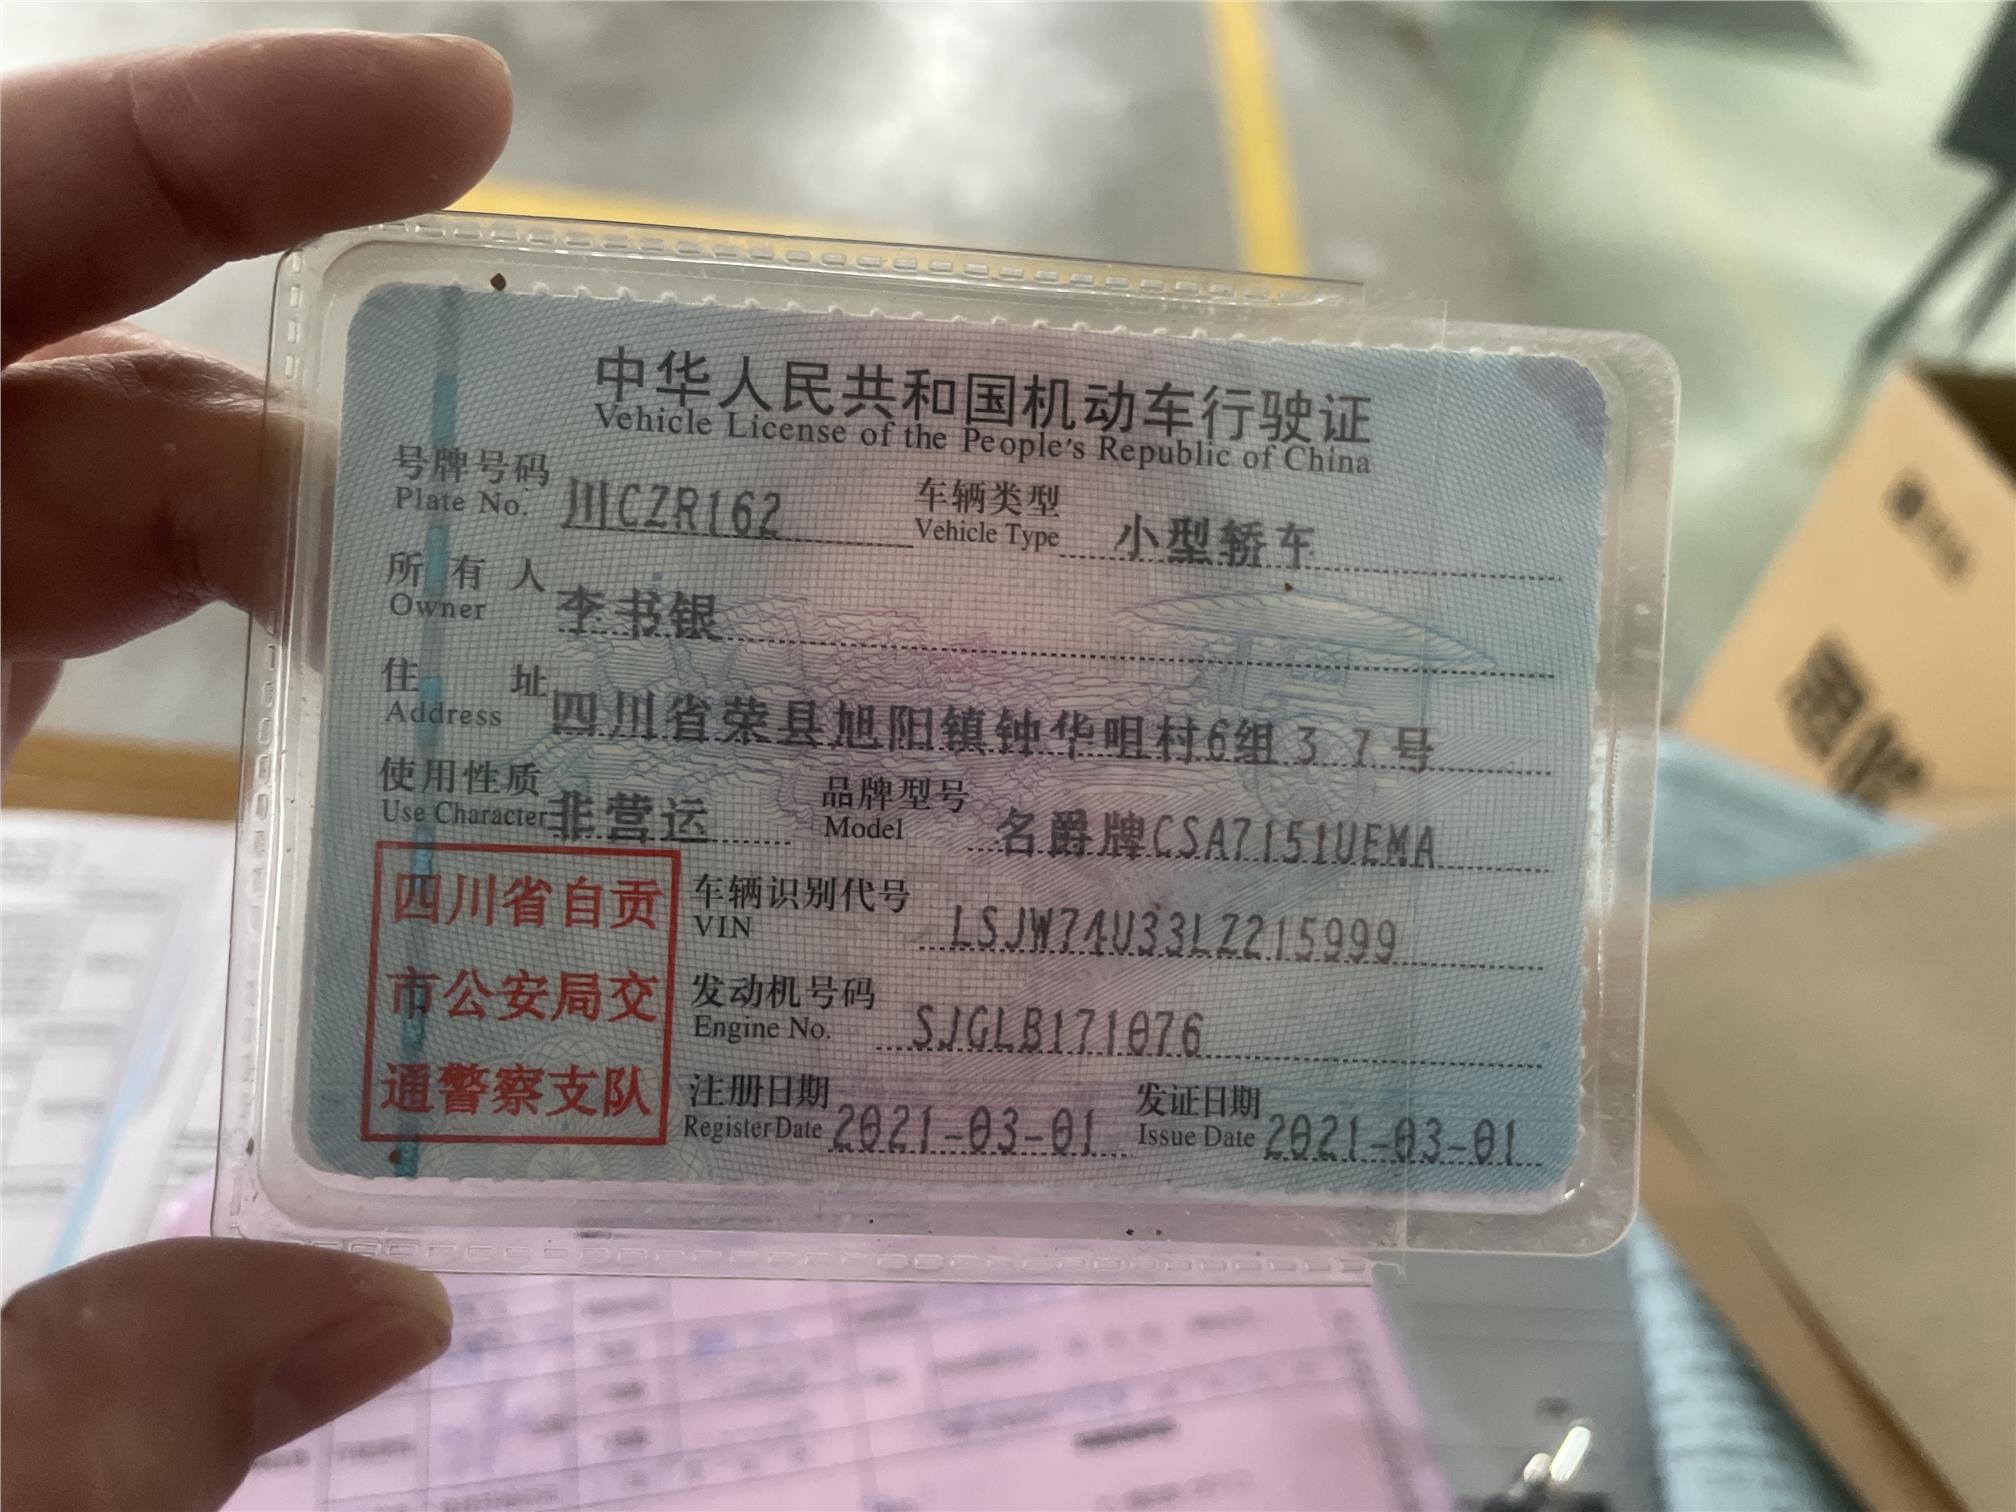 中华人民共和国机动车行驶证
Vehicle License of the People's Republic of China
号牌号码 川CZR162 车辆类型 小型轿车
Plate No. Vehicle Type
所有人 李书银
Owner
住址 四川省荣县旭阳镇钟华咀村6组37号
Address
使用性质 非营运 品牌型号 名爵牌CSA7151UEMA
Use Character Model
四川省自贡
市公安局交
通警察支队
车辆识别代号 LSJW74U33LZ215999
VIN
发动机号码 SJGLB171076
Engine No.
注册日期 2021-03-01 发证日期 2021-03-01
Register Date Issue Date